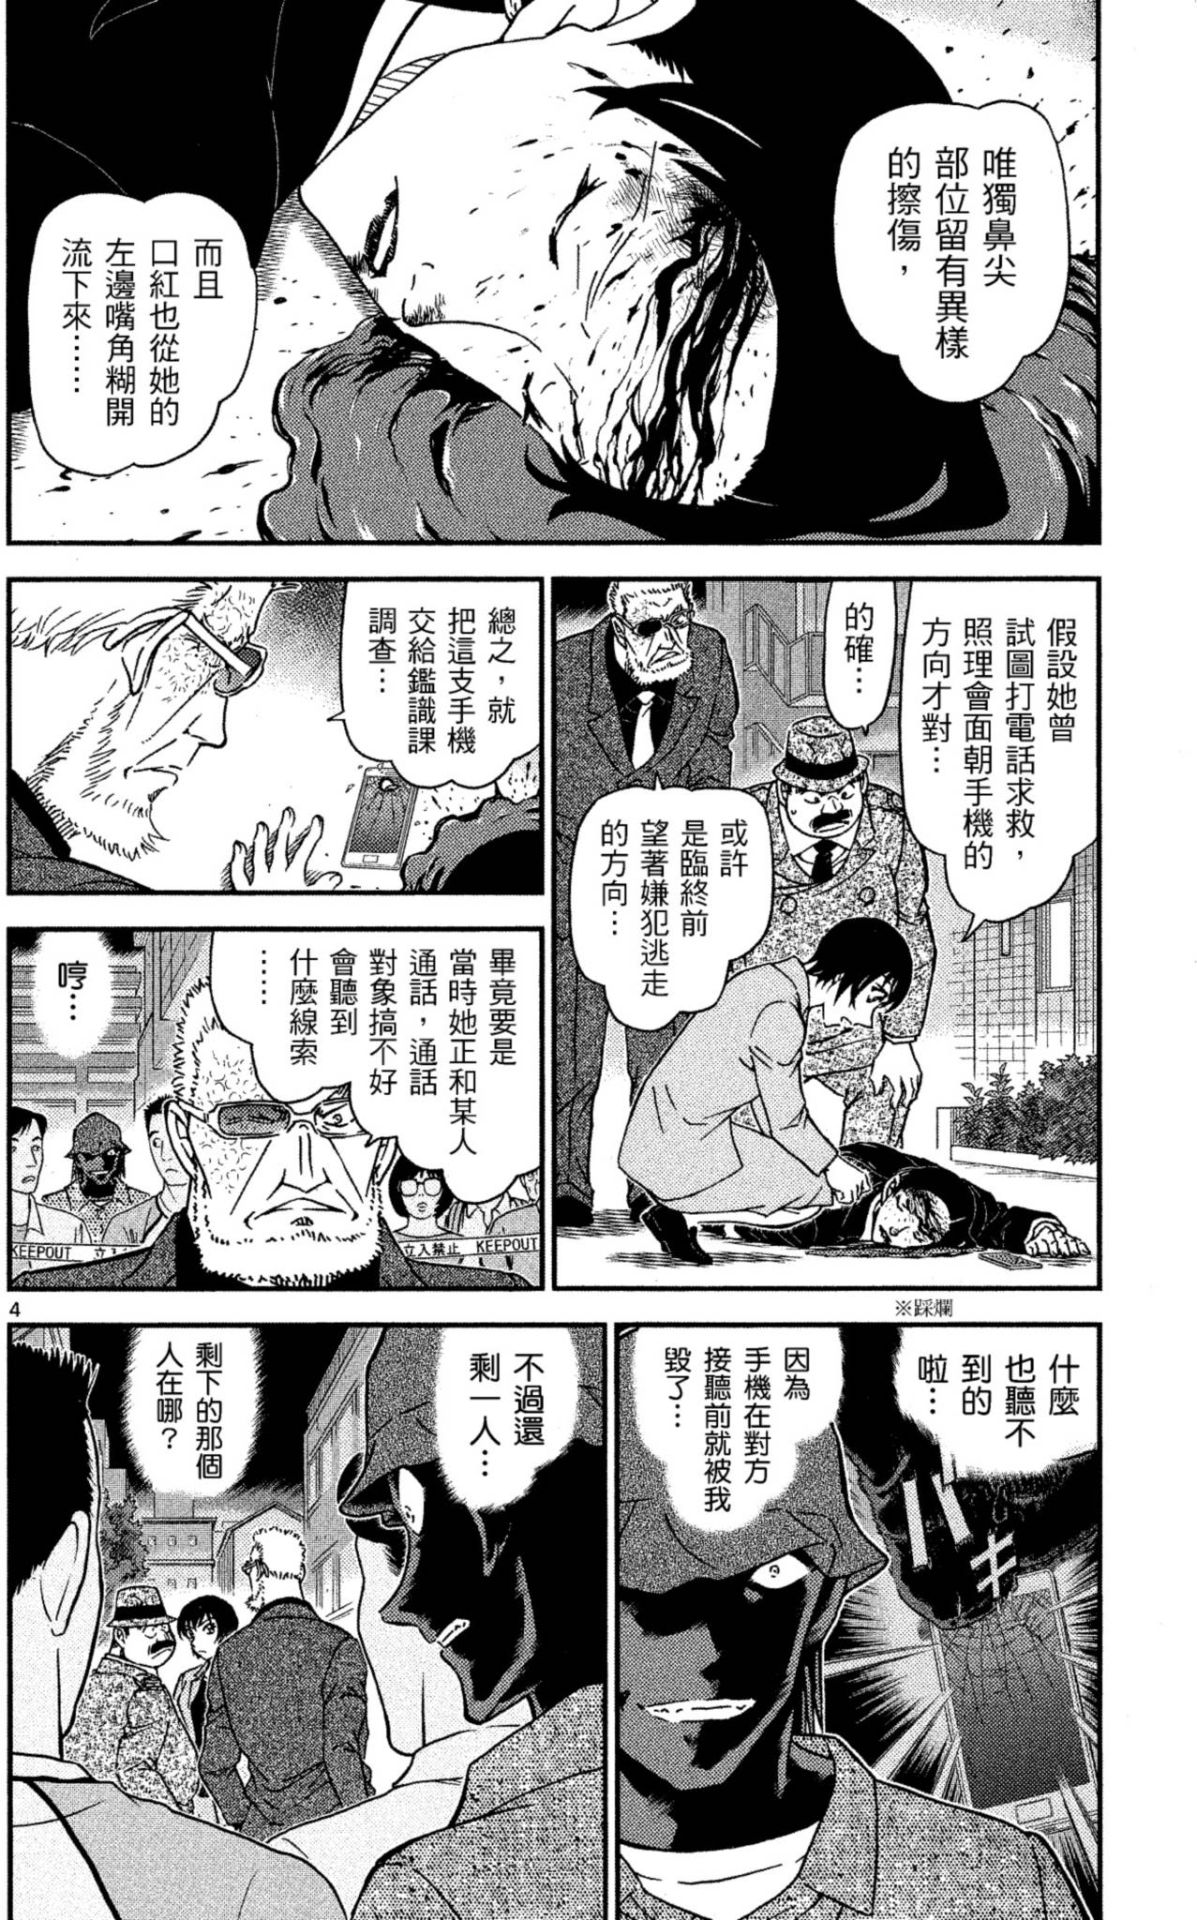 唯獨鼻尖
部位留有異樣
的擦傷，
而且
口紅也從她的
左邊嘴角糊開
流下來……
假設她曾
試圖打電話求救，
照理會面朝手機的
方向才對…
的確…
或許
是臨終前
望著嫌犯逃走
的方向…
總之，就
把這支手機
交給鑑識課
調查…
畢竟要是
當時她正和某人
通話，通話
對象搞不好
會聽到
什麼線索
……
哼…
KEEPOUT 立入
立入禁止 KEEPOUT
4
※踩爛
什麼
也聽不
到的
啦…
因為
手機在對方
接聽前就被我
毀了…
不過還
剩一人…
剩下的那個
人在哪？